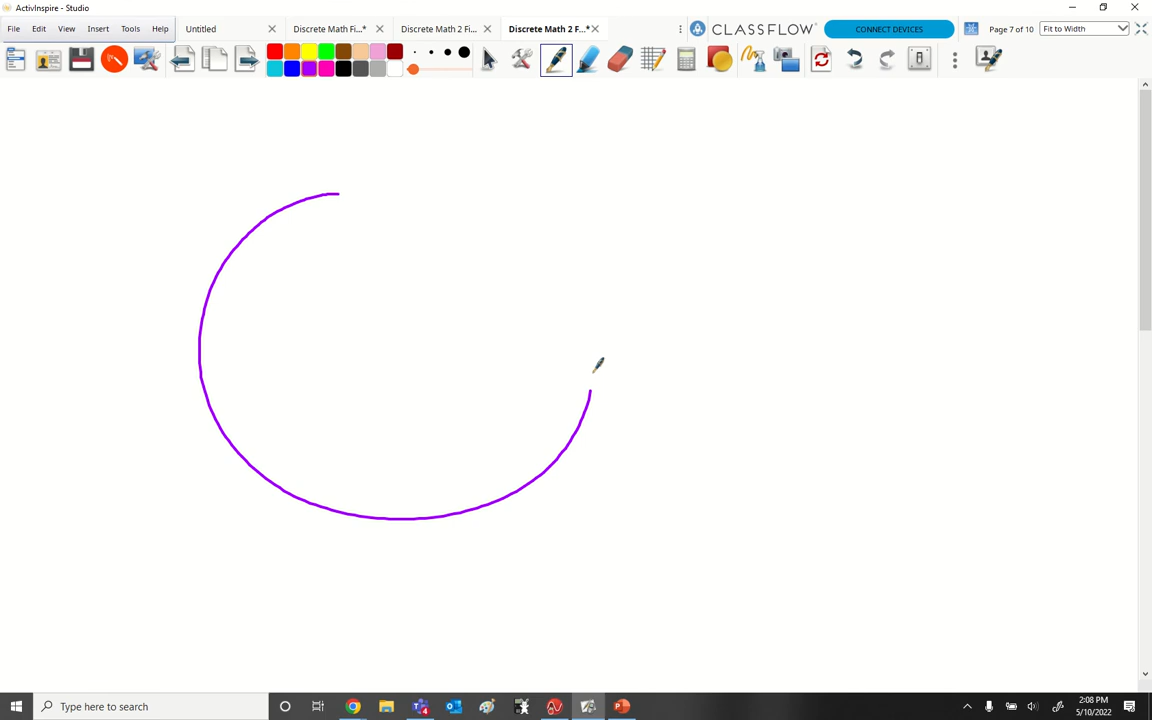 ActivInspire - Studio
File Edit View Insert Tools Help
Untitled
Discrete Math Fi...*
Discrete Math 2 Fi...
Discrete Math 2 F...*
CLASSFLOW
CONNECT DEVICES
Page 7 of 10
Fit to Width
Type here to search
4
2:08 PM
5/10/2022